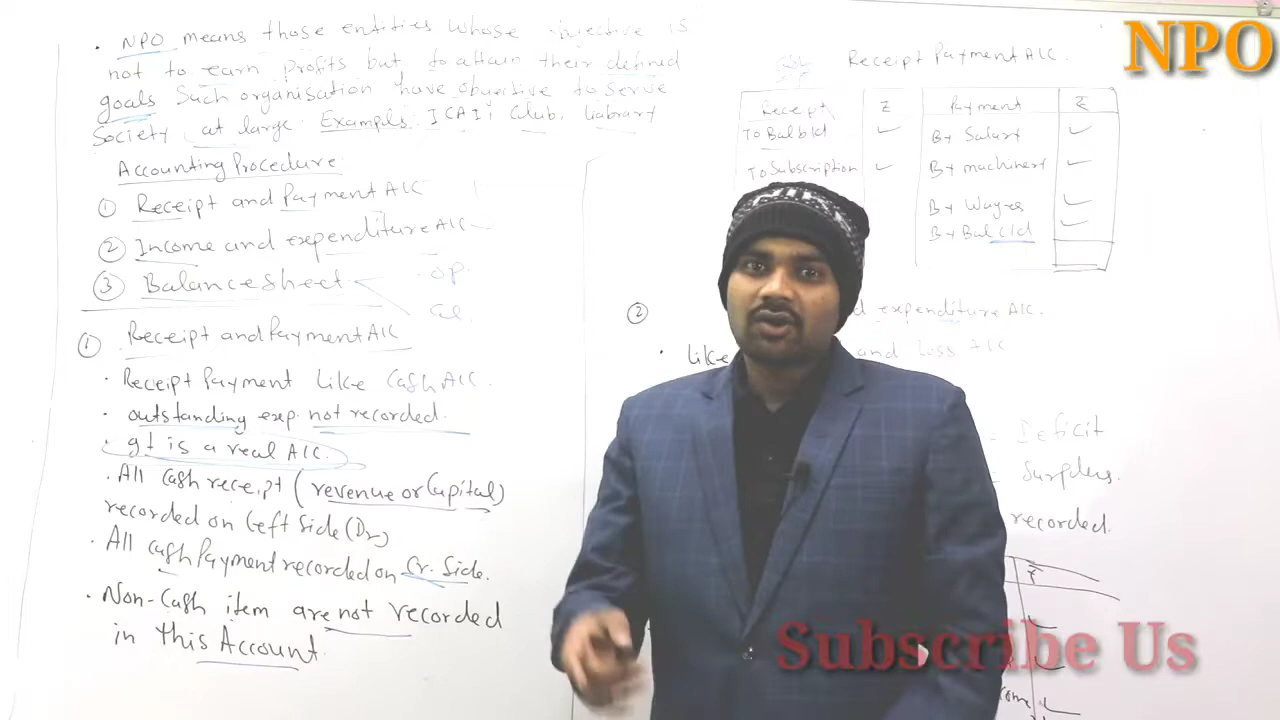 • NPO means those entities whose objective is
not to earn profits but to attain their defined
goals Such organisation have objective to serve
Society at large Example: ICAI, Club, Library
Accounting Procedure
① Receipt and Payment A/C
② Income and expenditure A/C
③ Balance Sheet
op
cl
① Receipt and Payment A/C
• Receipt Payment Like Cash A/C.
• outstanding exp. not recorded.
It is a real A/C.
• All Cash receipt (revenue or Capital)
recorded on Left Side (Dr)
• All cash Payment recorded on Cr. Side.
• Non-Cash item are not recorded
in this Account.
NPO
Receipt Payment A/C.
Receipt ₹ Payment ₹
To Bal b/d By Salary
To Subscription By machinery
By Wages
By Bal c/d
② d expenditure A/C.
• Like and Loss A/C
= Deficit
= Surplus.
recorded.
₹
Subscribe Us